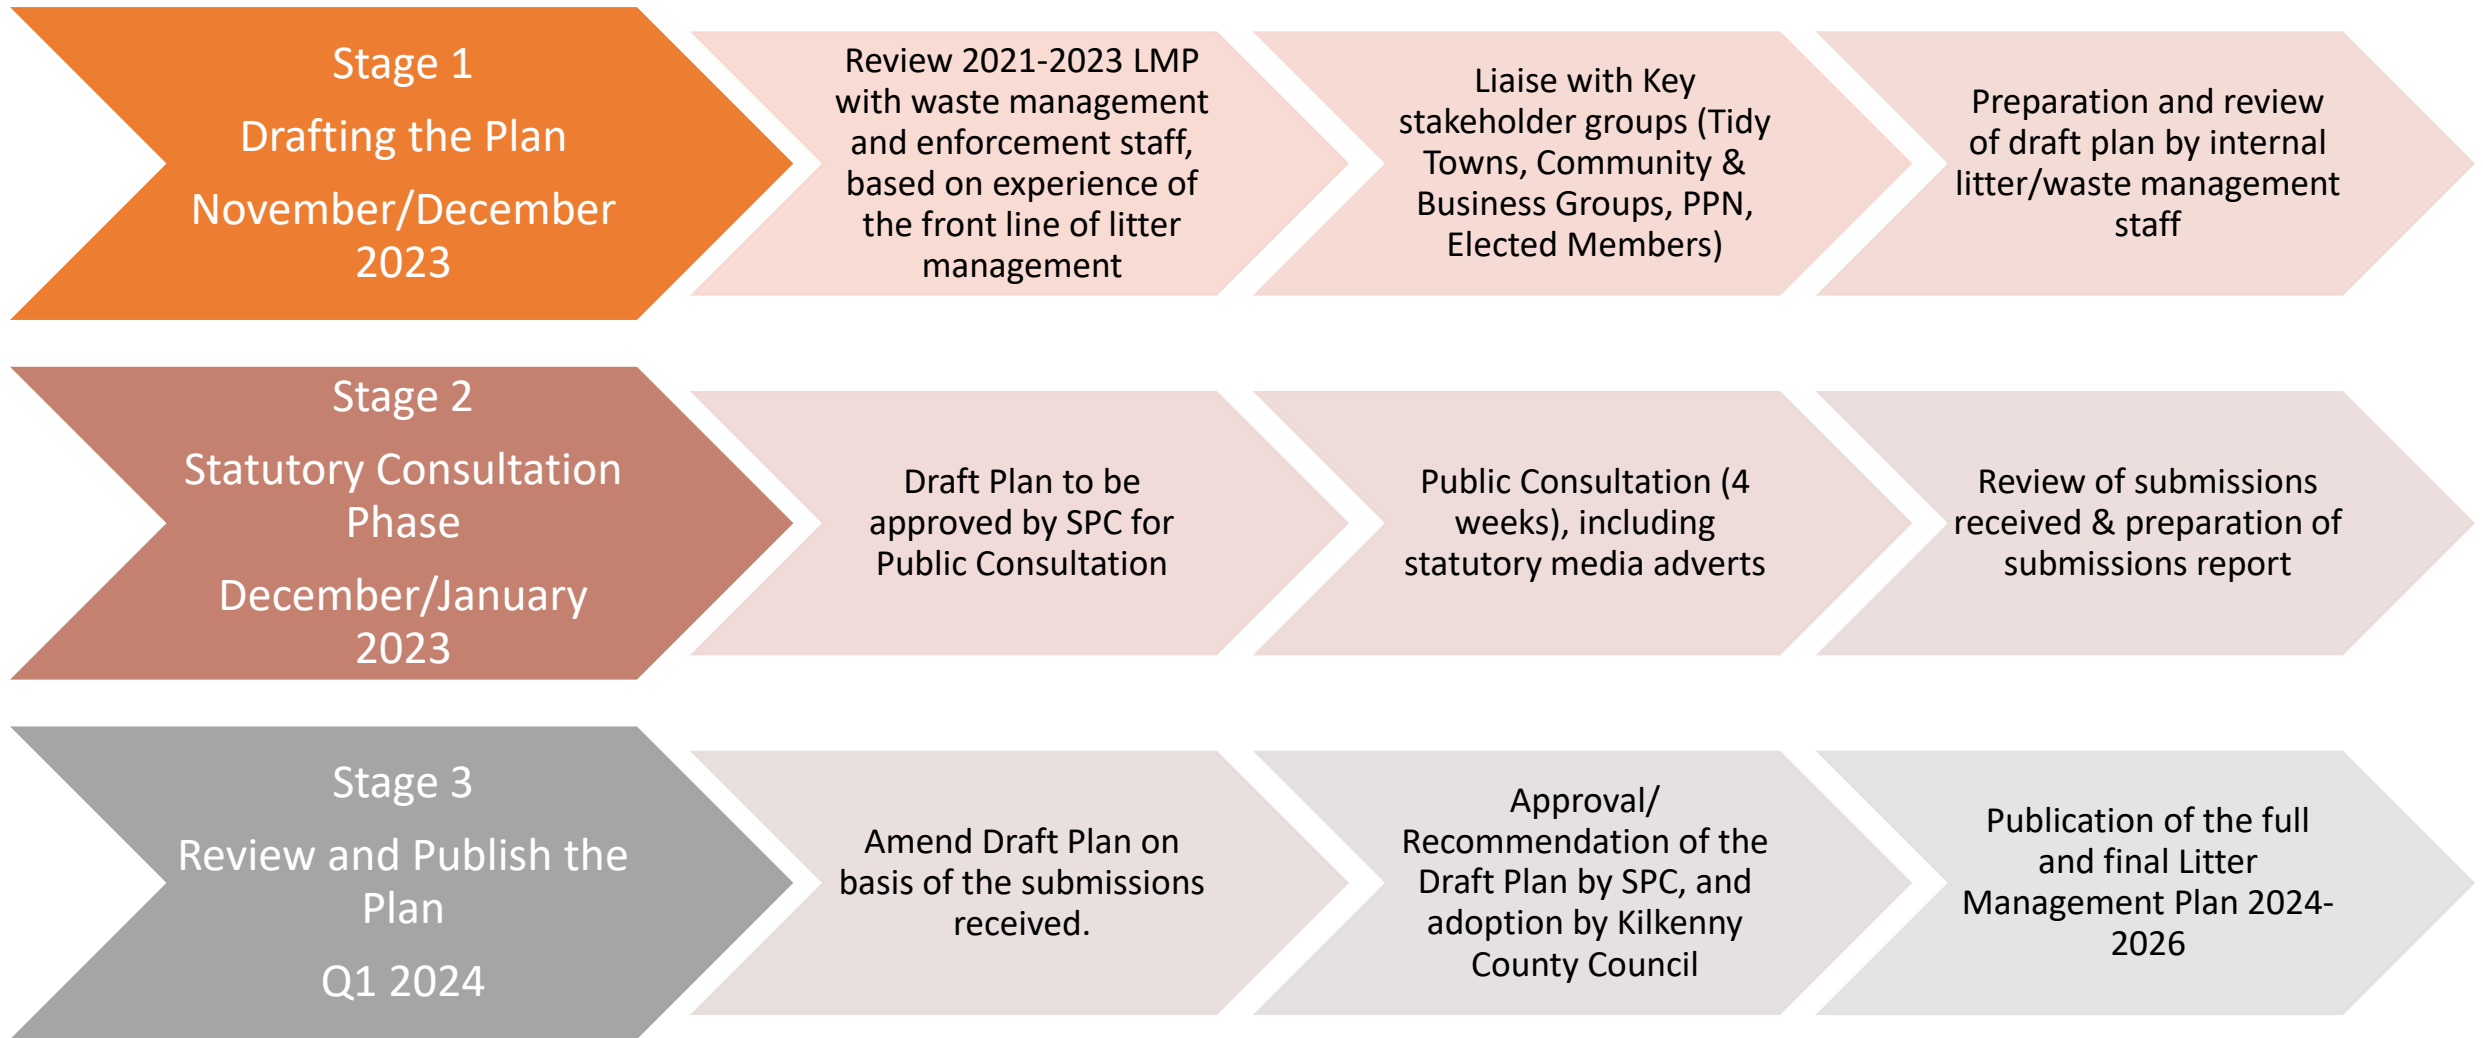 Stage 1
Drafting the Plan
November/December
2023
Review 2021-2023 LMP
with waste management
and enforcement staff,
based on experience of
the front line of litter
management
Liaise with Key
stakeholder groups (Tidy
Towns, Community &
Business Groups, PPN,
Elected Members)
Preparation and review
of draft plan by internal
litter/waste management
staff
Stage 2
Statutory Consultation
Phase
December/January
2023
Draft Plan to be
approved by SPC for
Public Consultation
Public Consultation (4
weeks), including
statutory media adverts
Review of submissions
received & preparation of
submissions report
Stage 3
Review and Publish the
Plan
Q1 2024
Amend Draft Plan on
basis of the submissions
received.
Approval/
Recommendation of the
Draft Plan by SPC, and
adoption by Kilkenny
County Council
Publication of the full
and final Litter
Management Plan 2024-
2026